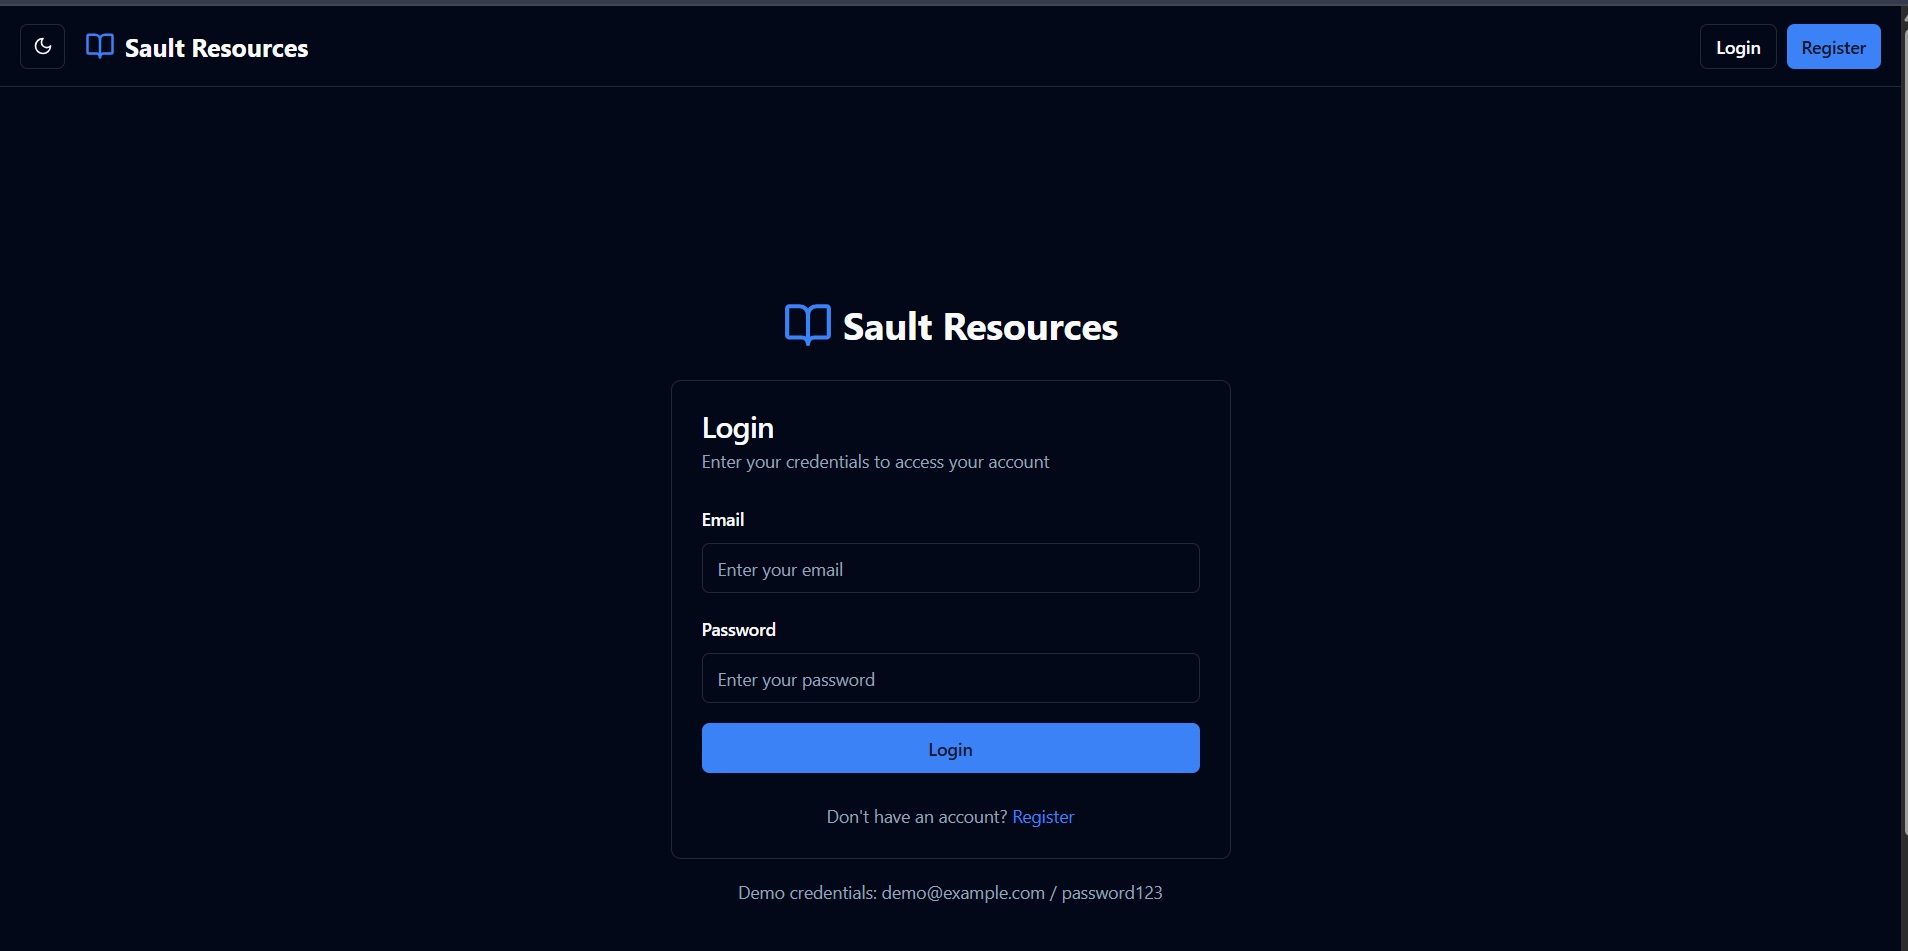 Sault Resources
Login
Register
Sault Resources
Login
Enter your credentials to access your account
Email
Enter your email
Password
Enter your password
Login
Don't have an account? Register
Demo credentials: demo@example.com / password123